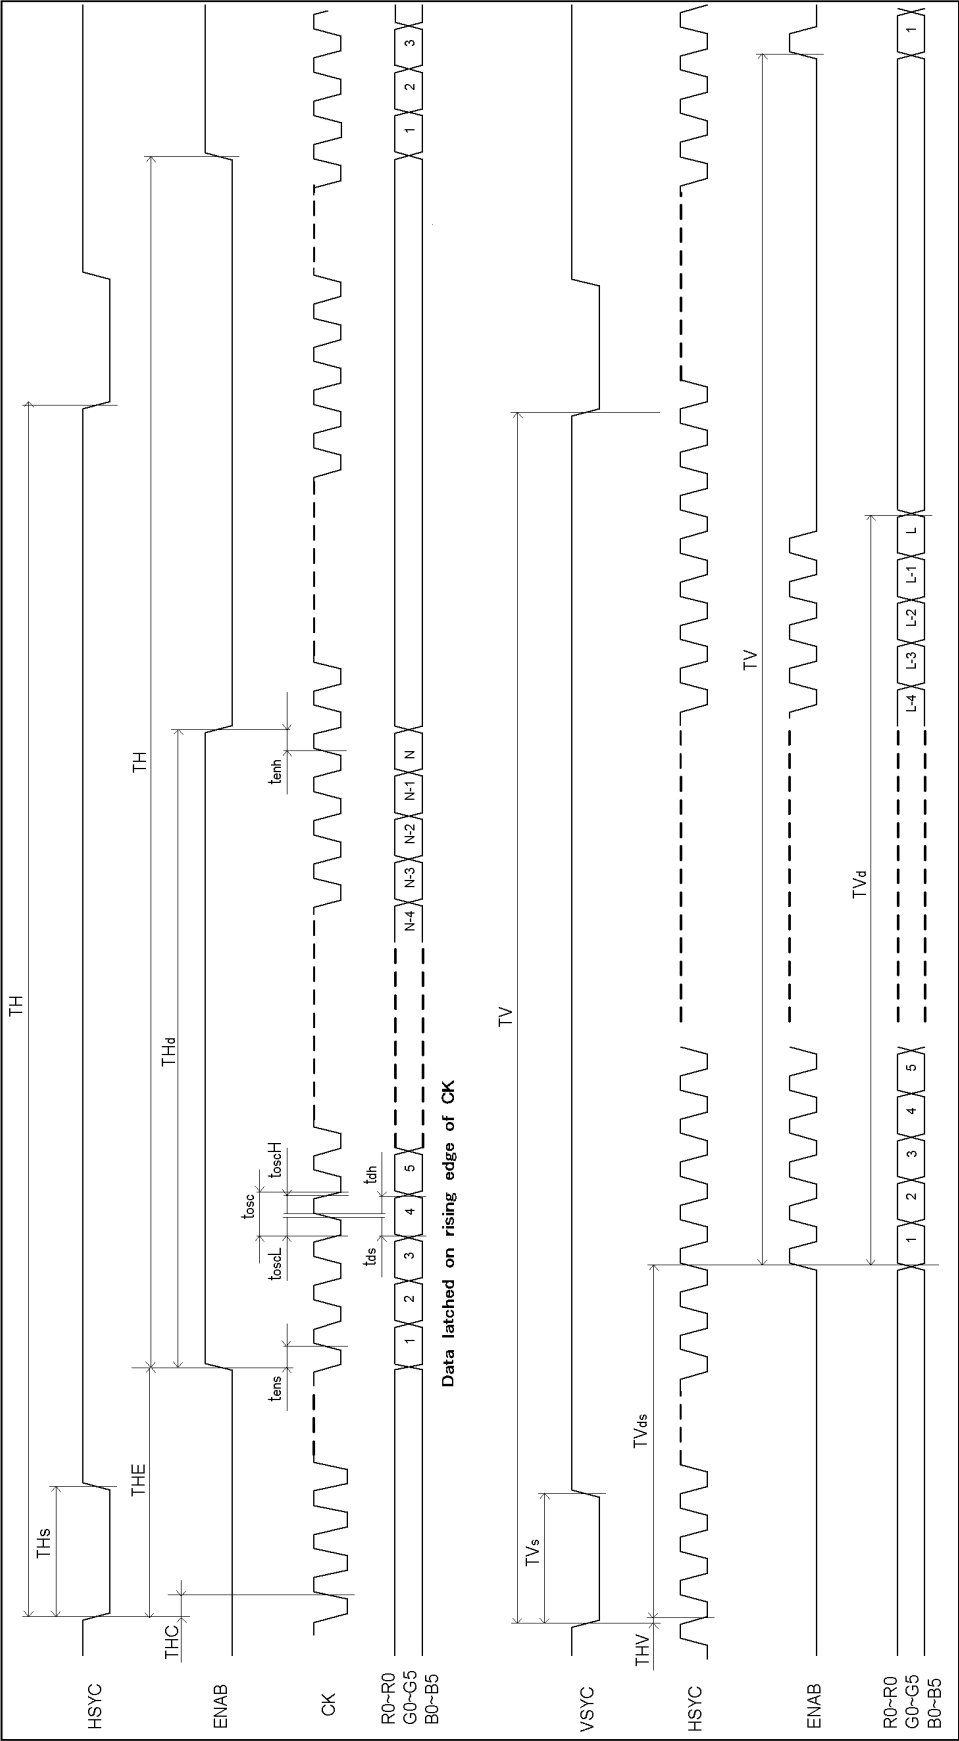 TH
THs
HSYC
TH
THE
THd
THC
ENAB
tosc
toscL
toscH
tens
tenh
CK
tds
tdh
R0~R0
G0~G5
B0~B5
1 2 3 4 5 N-4 N-3 N-2 N-1 N 1 2 3
Data latched on rising edge of CK
TV
TVs
VSYC
THV
TVds
HSYC
TV
ENAB
TVd
R0~R0
G0~G5
B0~B5
1 2 3 4 5 L-4 L-3 L-2 L-1 L 1